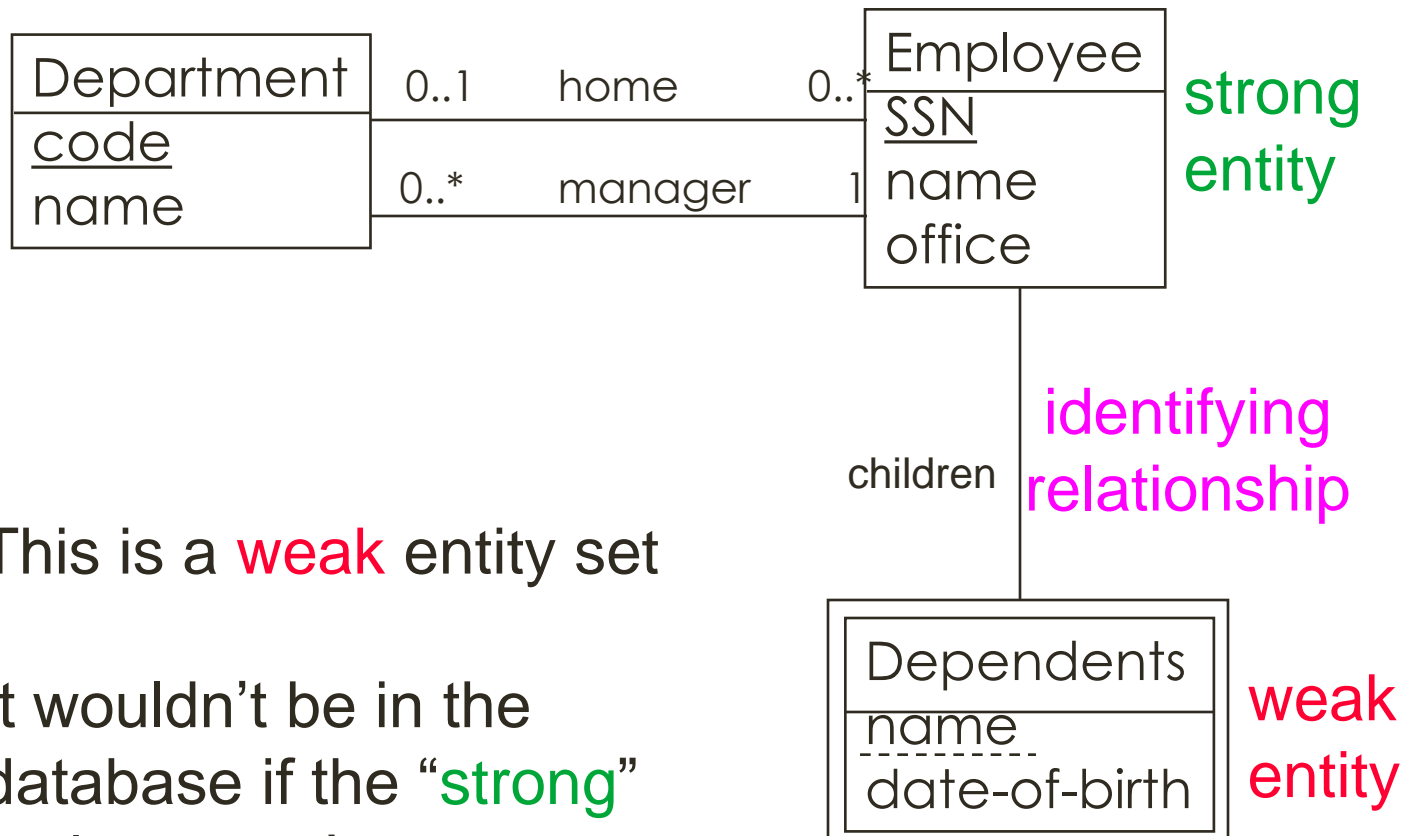 Department
code
name
0..1 home 0..*
0..* manager 1
Employee
SSN
name
office
strong
entity
identifying
relationship
children
This is a weak entity set
t wouldn't be in the
database if the “strong”
Dependents
name
date-of-birth
weak
entity